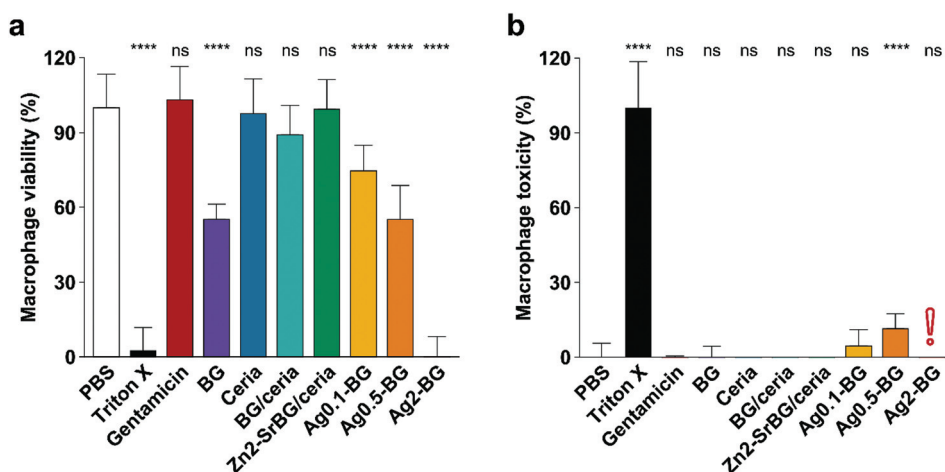 a
**** ns **** ns ns ns **** **** ****
Macrophage viability (%)
120
90
60
30
0
PBS
Triton X
Gentamicin
BG
Ceria
BG/ceria
Zn2-SrBG/ceria
Ag0.1-BG
Ag0.5-BG
Ag2-BG
b
**** ns ns ns ns ns ns **** ns
Macrophage toxicity (%)
120
90
60
30
0
!
PBS
Triton X
Gentamicin
BG
Ceria
BG/ceria
Zn2-SrBG/ceria
Ag0.1-BG
Ag0.5-BG
Ag2-BG